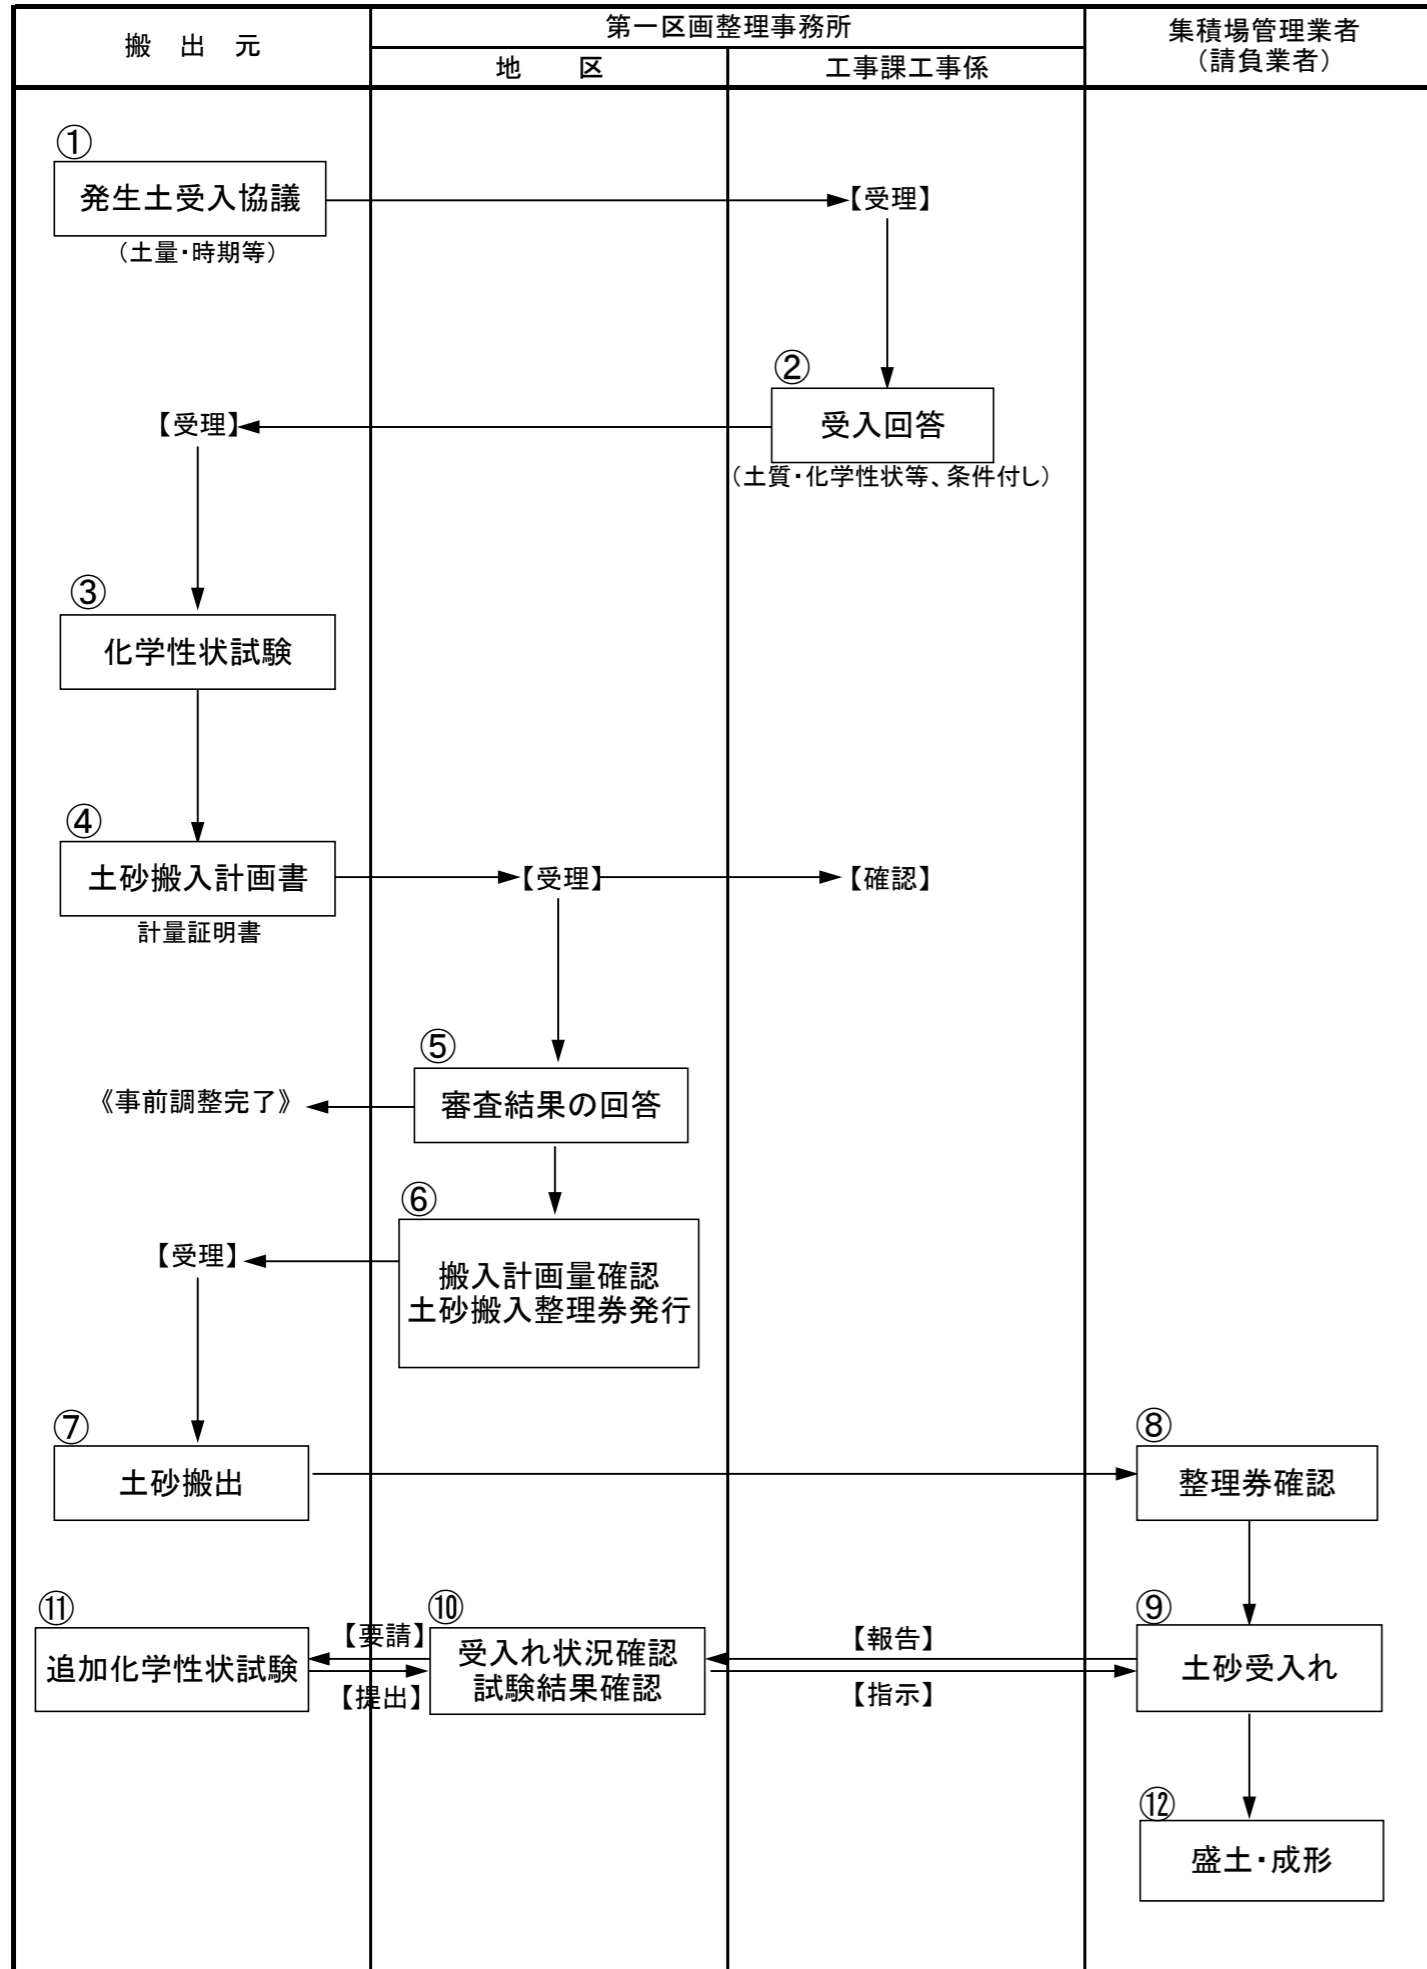 搬　出　元
第一区画整理事務所
集積場管理業者
（請負業者）
地　　区
工事課工事係
①
発生土受入協議
（土量・時期等）
【受理】
②
受入回答
（土質・化学性状等、条件付し）
【受理】
③
化学性状試験
④
土砂搬入計画書
計量証明書
【受理】
【確認】
⑤
審査結果の回答
《事前調整完了》
⑥
搬入計画量確認
土砂搬入整理券発行
【受理】
⑦
土砂搬出
⑧
整理券確認
⑨
土砂受入れ
【報告】
【指示】
⑩
受入れ状況確認
試験結果確認
【要請】
【提出】
⑪
追加化学性状試験
⑫
盛土・成形